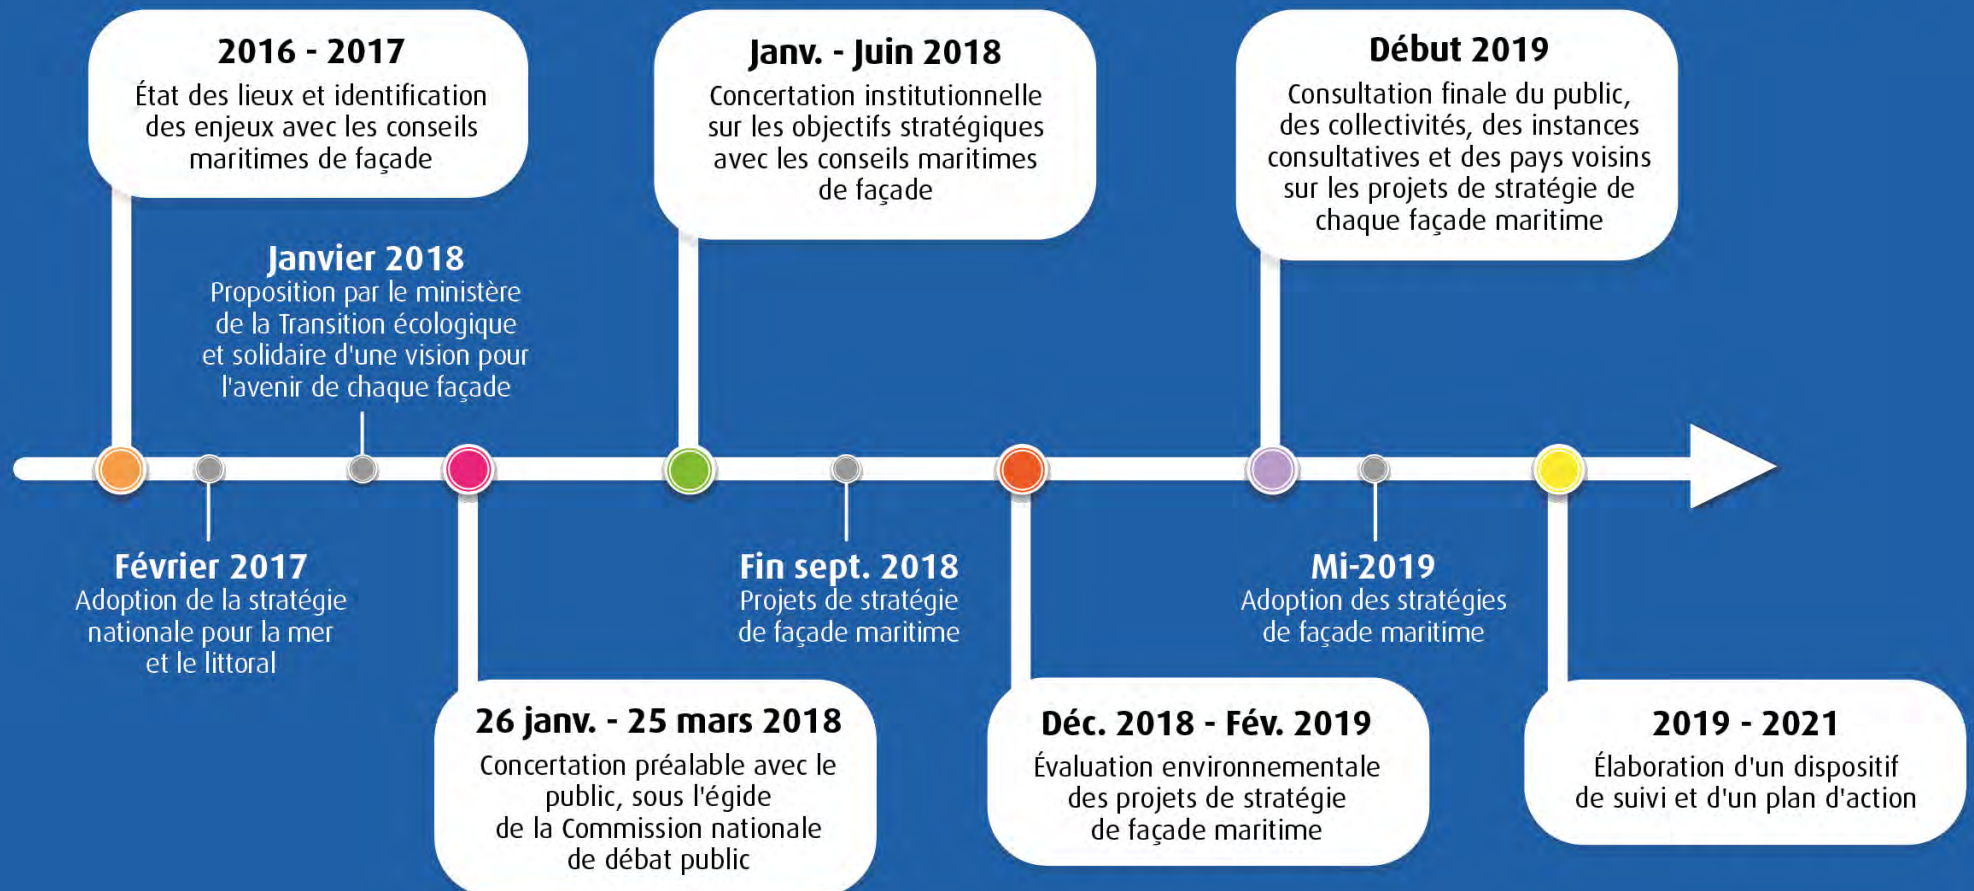 2016 - 2017
État des lieux et identification
des enjeux avec les conseils
maritimes de façade
Février 2017
Adoption de la stratégie
nationale pour la mer
et le littoral
Janvier 2018
Proposition par le ministère
de la Transition écologique
et solidaire d'une vision pour
l'avenir de chaque façade
26 janv. - 25 mars 2018
Concertation préalable avec le
public, sous l'égide
de la Commission nationale
de débat public
Janv. - Juin 2018
Concertation institutionnelle
sur les objectifs stratégiques
avec les conseils maritimes
de façade
Fin sept. 2018
Projets de stratégie
de façade maritime
Déc. 2018 - Fév. 2019
Évaluation environnementale
des projets de stratégie
de façade maritime
Début 2019
Consultation finale du public,
des collectivités, des instances
consultatives et des pays voisins
sur les projets de stratégie de
chaque façade maritime
Mi-2019
Adoption des stratégies
de façade maritime
2019 - 2021
Élaboration d'un dispositif
de suivi et d'un plan d'action